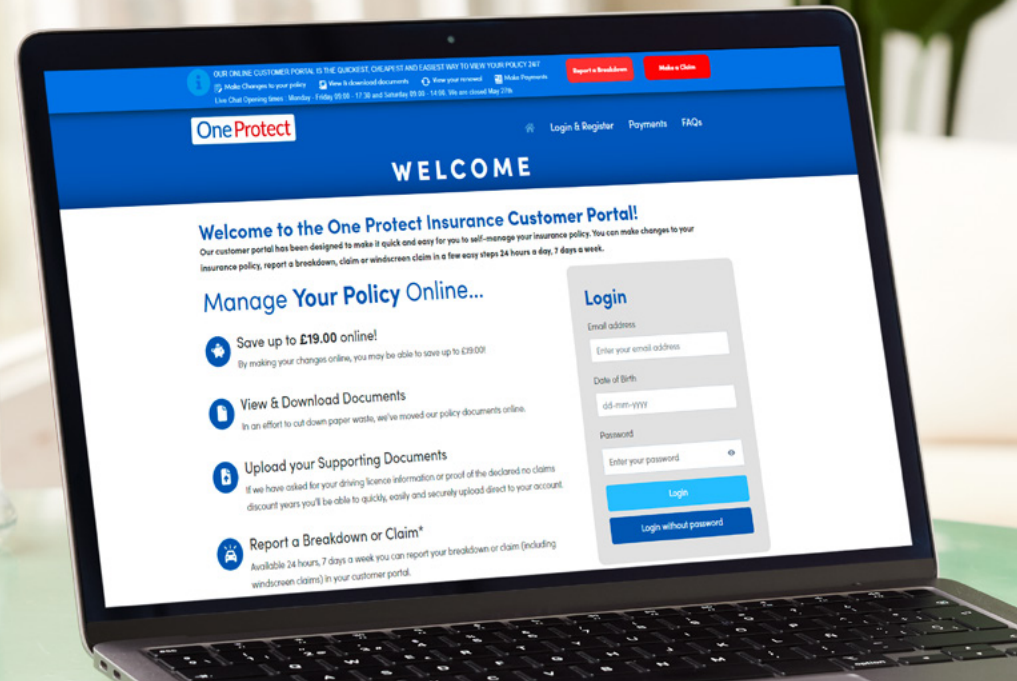 OUR ONLINE CUSTOMER PORTAL IS THE QUICKEST, CHEAPEST AND EASIEST WAY TO VIEW YOUR POLICY 24/7
Make Changes to your policy View & download documents View your renewal Make Payments
Live Chat Opening times : Monday - Friday 09:00 - 17:30 and Saturday 09:00 - 14:00. We are closed May 27th
Report a Breakdown
Make a Claim
One Protect
Login & Register Payments FAQs
WELCOME
Welcome to the One Protect Insurance Customer Portal!
Our customer portal has been designed to make it quick and easy for you to self-manage your insurance policy. You can make changes to your
insurance policy, report a breakdown, claim or windscreen claim in a few easy steps 24 hours a day, 7 days a week.
Manage Your Policy Online...
Save up to £19.00 online!
By making your changes online, you may be able to save up to £19.00!
View & Download Documents
In an effort to cut down paper waste, we've moved our policy documents online.
Upload your Supporting Documents
If we have asked for your driving licence information or proof of the declared no claims
discount years you'll be able to quickly, easily and securely upload direct to your account.
Report a Breakdown or Claim*
Available 24 hours, 7 days a week you can report your breakdown or claim (including
windscreen claims) in your customer portal.
Login
Email address
Enter your email address
Date of Birth
dd-mm-yyyy
Password
Enter your password
Login
Login without password